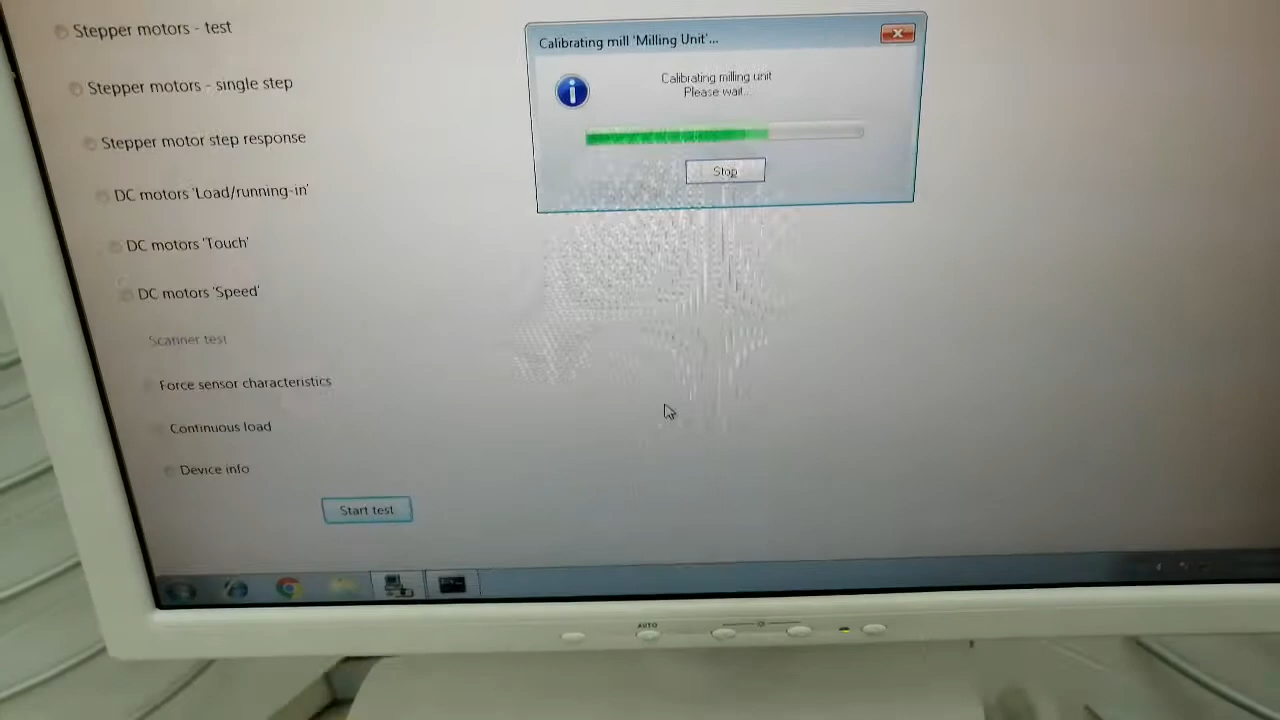 Stepper motors - test
Stepper motors - single step
Stepper motor step response
DC motors 'Load/running-in'
DC motors 'Touch'
DC motors 'Speed'
Scanner test
Force sensor characteristics
Continuous load
Device info
Start test
Calibrating mill 'Milling Unit'...
Calibrating milling unit
Please wait...
Stop
AUTO